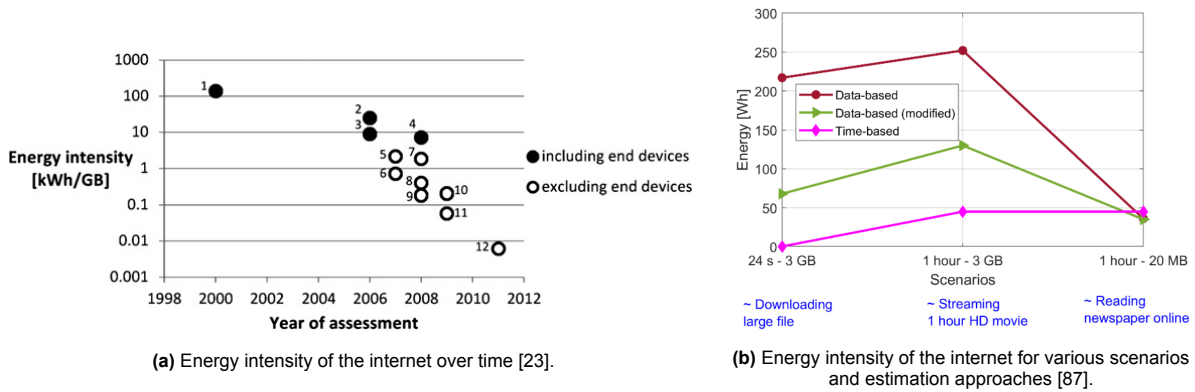 1000
100
10
1
0.1
0.01
0.001
Energy intensity
[kWh/GB]
1
2
3
4
5
6
7
8
9
10
11
12
including end devices
excluding end devices
1998 2000 2002 2004 2006 2008 2010 2012
Year of assessment
(a) Energy intensity of the internet over time [23].
300
250
200
150
100
50
0
Energy [Wh]
Data-based
Data-based (modified)
Time-based
24 s - 3 GB 1 hour - 3 GB 1 hour - 20 MB
Scenarios
~ Downloading
large file
~ Streaming
1 hour HD movie
~ Reading
newspaper online
(b) Energy intensity of the internet for various scenarios
and estimation approaches [87].